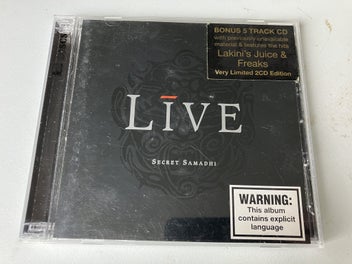 BONUS 5 TRACK CD
with previously unavailable
material & features the hits
Lakini's Juice &
Freaks
Very Limited 2CD Edition
LĪVE
SECRET SAMADHI
WARNING:
This album
contains explicit
language